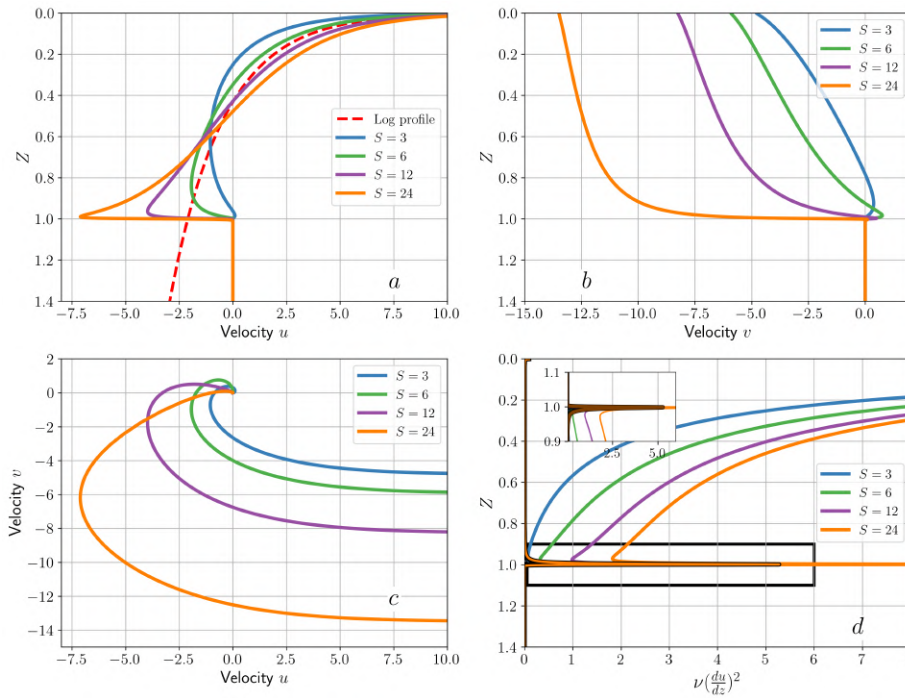 0.0
0.2
0.4
0.6
0.8
1.0
1.2
1.4
Z
Log profile
S = 3
S = 6
S = 12
S = 24
a
−7.5 −5.0 −2.5 0.0 2.5 5.0 7.5 10.0
Velocity u
0.0
0.2
0.4
0.6
0.8
1.0
1.2
1.4
Z
S = 3
S = 6
S = 12
S = 24
b
−15.0 −12.5 −10.0 −7.5 −5.0 −2.5 0.0
Velocity v
2
0
−2
−4
−6
−8
−10
−12
−14
Velocity v
S = 3
S = 6
S = 12
S = 24
c
−7.5 −5.0 −2.5 0.0 2.5 5.0 7.5 10.0
Velocity u
0.0
0.2
0.4
0.6
0.8
1.0
1.2
1.4
Z
1.1
1.0
0.9
2.5 5.0
S = 3
S = 6
S = 12
S = 24
d
0 1 2 3 4 5 6 7
ν(du/dz)²